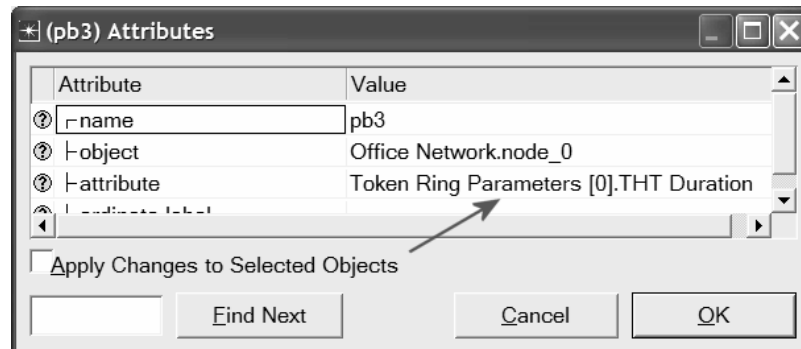 (pb3) Attributes
Attribute Value
name pb3
object Office Network.node_0
attribute Token Ring Parameters [0].THT Duration
Apply Changes to Selected Objects
Find Next Cancel OK